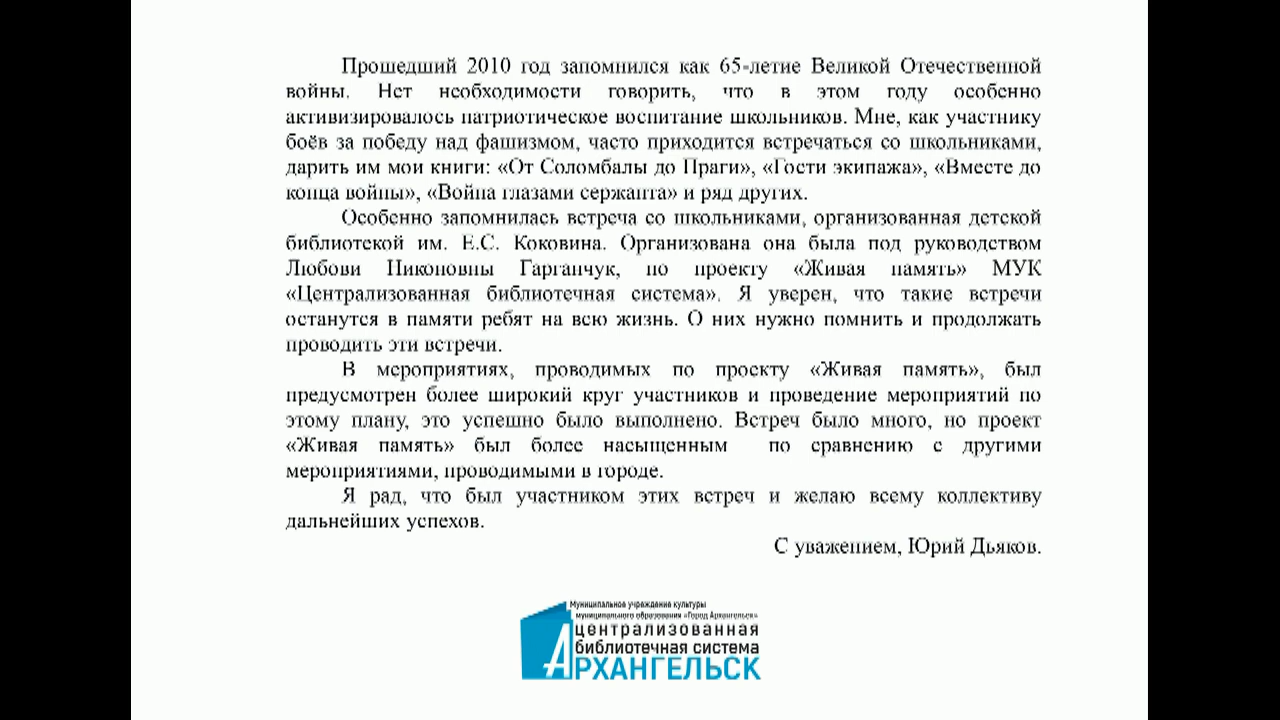 Прошедший 2010 год запомнился как 65-летие Великой Отечественной
войны. Нет необходимости говорить, что в этом году особенно
активизировалось патриотическое воспитание школьников. Мне, как участнику
боёв за победу над фашизмом, часто приходится встречаться со школьниками,
дарить им мои книги: «От Соломбалы до Праги», «Гости экипажа», «Вместе до
конца войны», «Война глазами сержанта» и ряд других.
Особенно запомнилась встреча со школьниками, организованная детской
библиотекой им. Е.С. Коковина. Организована она была под руководством
Любови Никоновны Гарганчук, по проекту «Живая память» МУК
«Централизованная библиотечная система». Я уверен, что такие встречи
останутся в памяти ребят на всю жизнь. О них нужно помнить и продолжать
проводить эти встречи.
В мероприятиях, проводимых по проекту «Живая память», был
предусмотрен более широкий круг участников и проведение мероприятий по
этому плану, это успешно было выполнено. Встреч было много, но проект
«Живая память» был более насыщенным по сравнению с другими
мероприятиями, проводимыми в городе.
Я рад, что был участником этих встреч и желаю всему коллективу
дальнейших успехов.
С уважением, Юрий Дьяков.
Муниципальное учреждение культуры
муниципального образования «Город Архангельск»
централизованная
библиотечная система
АРХАНГЕЛЬСК